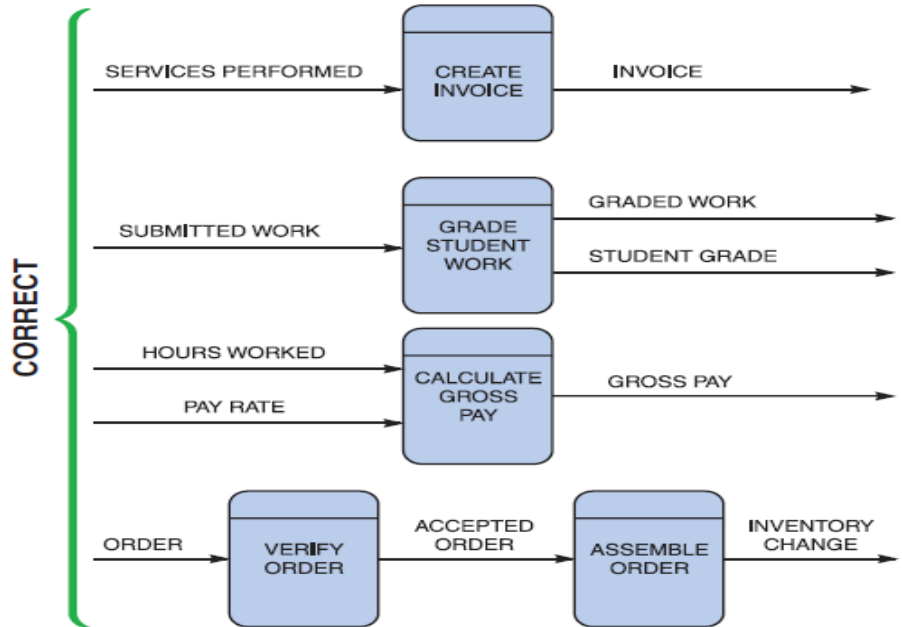 CORRECT
SERVICES PERFORMED
CREATE
INVOICE
INVOICE
SUBMITTED WORK
GRADE
STUDENT
WORK
GRADED WORK
STUDENT GRADE
HOURS WORKED
PAY RATE
CALCULATE
GROSS
PAY
GROSS PAY
ORDER
VERIFY
ORDER
ACCEPTED
ORDER
ASSEMBLE
ORDER
INVENTORY
CHANGE